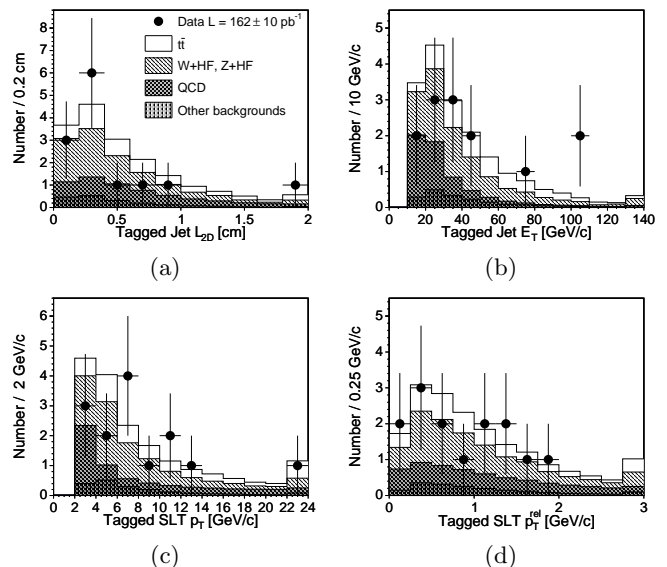 Data L = 162 ± 10 pb⁻¹
tt̄
W+HF, Z+HF
QCD
Other backgrounds
Number / 0.2 cm
8
7
6
5
4
3
2
1
0
0 0.5 1 1.5 2
Tagged Jet L2D [cm]
(a)
Number / 10 GeV/c
5
4
3
2
1
0
20 40 60 80 100 120 140
Tagged Jet ET [GeV/c]
(b)
Number / 2 GeV/c
6
5
4
3
2
1
0
0 2 4 6 8 10 12 14 16 18 20 22 24
Tagged SLT pT [GeV/c]
(c)
Number / 0.25 GeV/c
5
4
3
2
1
0
0 1 2 3
Tagged SLT pT rel [GeV/c]
(d)